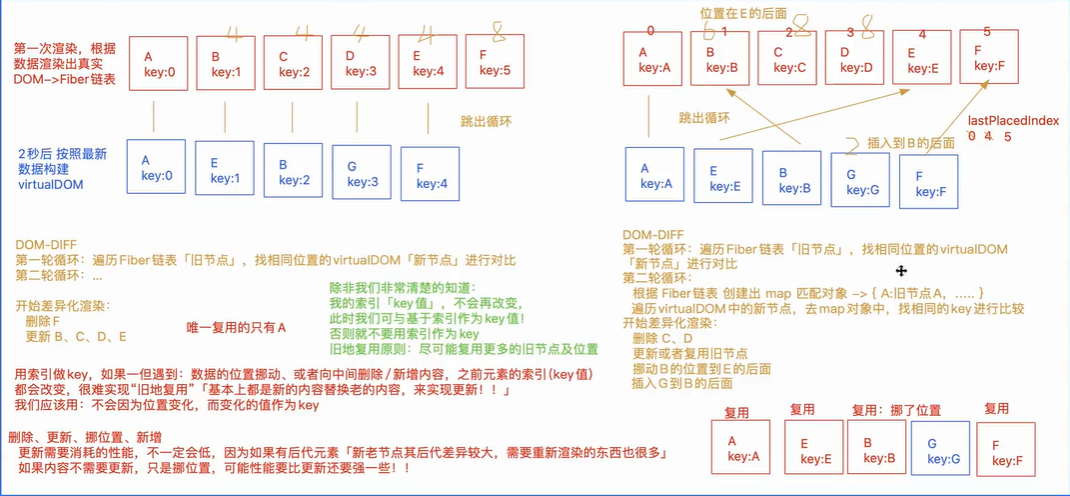 第一次渲染，根据
数据渲染出真实
DOM->Fiber链表
4
4
4
4
8
A
key:0
B
key:1
C
key:2
D
key:3
E
key:4
F
key:5
跳出循环
2秒后 按照最新
数据构建
virtualDOM
A
key:0
E
key:1
B
key:2
G
key:3
F
key:4
DOM-DIFF
第一轮循环：遍历Fiber链表「旧节点」，找相同位置的virtualDOM「新节点」进行对比
第二轮循环：...
开始差异化渲染：
删除F
更新 B、C、D、E
唯一复用的只有A
除非我们非常清楚的知道：
我的索引「key值」，不会再改变，
此时我们可与基于索引作为key值！
否则就不要用索引作为key
旧地复用原则：尽可能复用更多的旧节点及位置
用索引做key，如果一但遇到：数据的位置挪动、或者向中间删除/新增内容，之前元素的索引(key值)
都会改变，很难实现“旧地复用”「基本上都是新的内容替换老的内容，来实现更新！！」
我们应该用：不会因为位置变化，而变化的值作为key
删除、更新、挪位置、新增
更新需要消耗的性能，不一定会低，因为如果有后代元素「新老节点其后代差异较大，需要重新渲染的东西也很多」
如果内容不需要更新，只是挪位置，可能性能要比更新还要强一些！！
位置在E的后面
6
8
8
0
1
2
3
4
5
A
key:A
B
key:B
C
key:C
D
key:D
E
key:E
F
key:F
跳出循环
lastPlacedIndex
0 4 5
2
插入到B的后面
A
key:A
E
key:E
B
key:B
G
key:G
F
key:F
DOM-DIFF
第一轮循环：遍历Fiber链表「旧节点」，找相同位置的virtualDOM
「新节点」进行对比
第二轮循环：
根据 Fiber链表 创建出 map 匹配对象 -> { A:旧节点A，..... }
遍历virtualDOM中的新节点，去map对象中，找相同的key进行比较
开始差异化渲染：
删除 C、D
更新或者复用旧节点
挪动B的位置到E的后面
插入G到B的后面
复用
复用
复用：挪了位置
复用
A
key:A
E
key:E
B
key:B
G
key:G
F
key:F